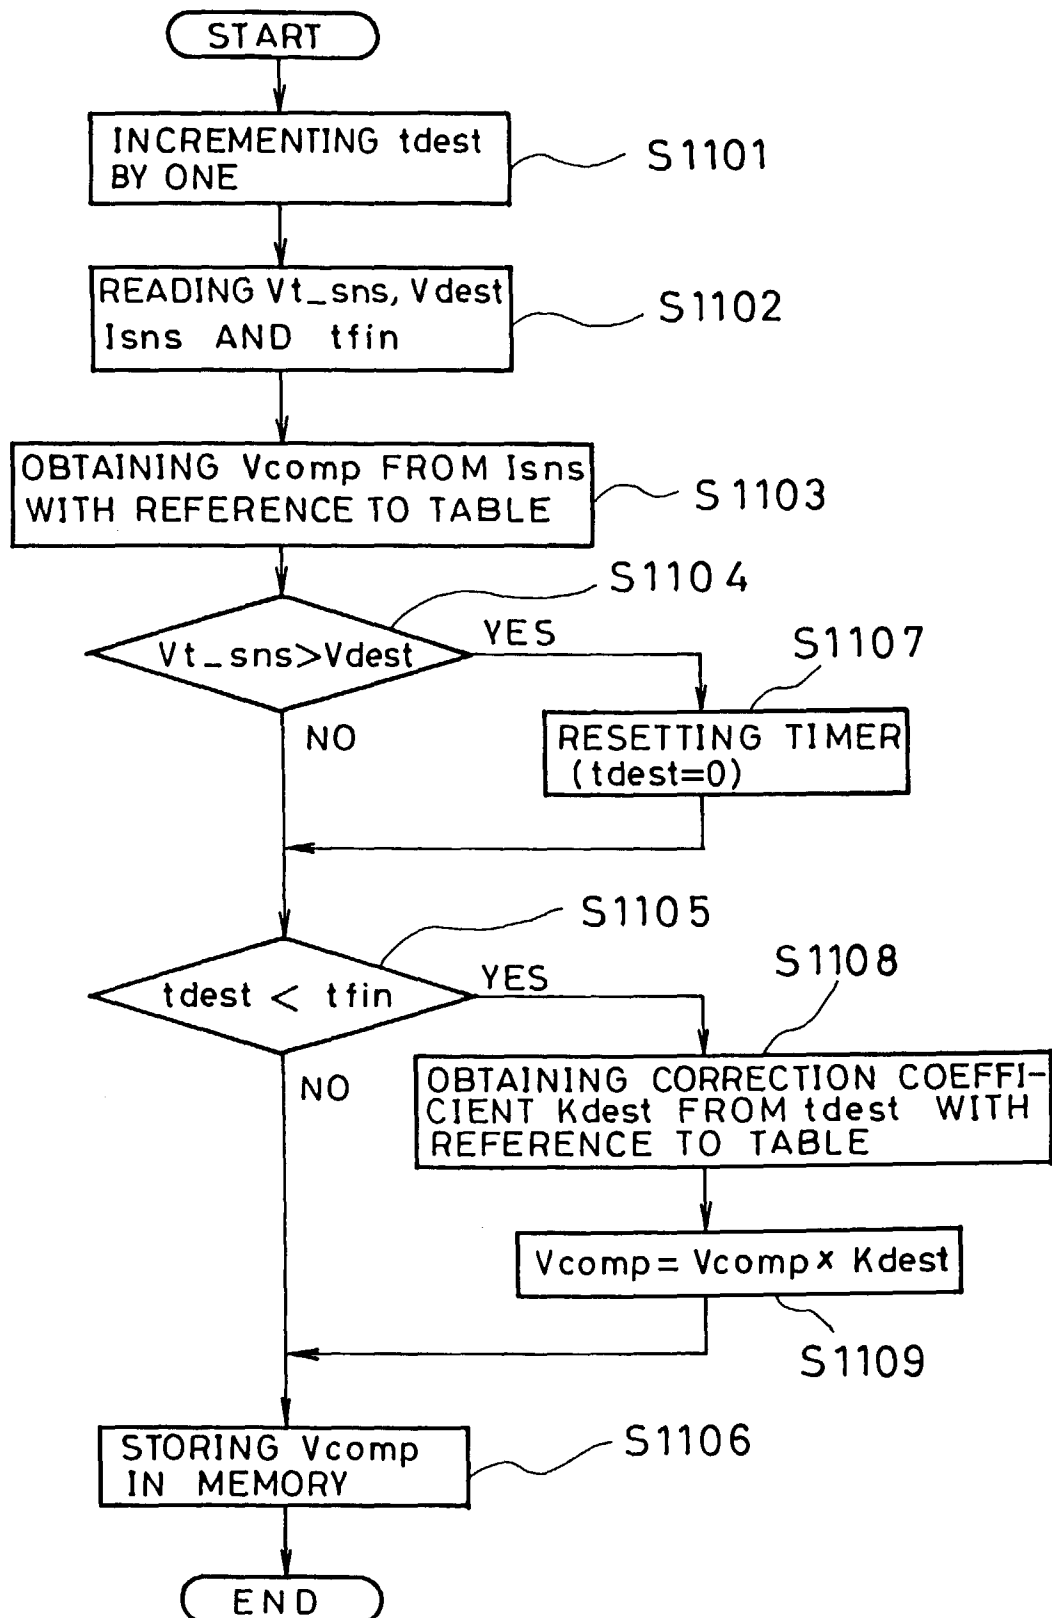 START
INCREMENTING tdest
BY ONE
S1101
READING Vt_sns, Vdest
Isns AND tfin
S1102
OBTAINING Vcomp FROM Isns
WITH REFERENCE TO TABLE
S1103
S1104
Vt_sns>Vdest
YES
NO
S1107
RESETTING TIMER
(tdest=0)
S1105
tdest < tfin
YES
NO
S1108
OBTAINING CORRECTION COEFFI-
CIENT Kdest FROM tdest WITH
REFERENCE TO TABLE
Vcomp = Vcomp × Kdest
S1109
STORING Vcomp
IN MEMORY
S1106
END